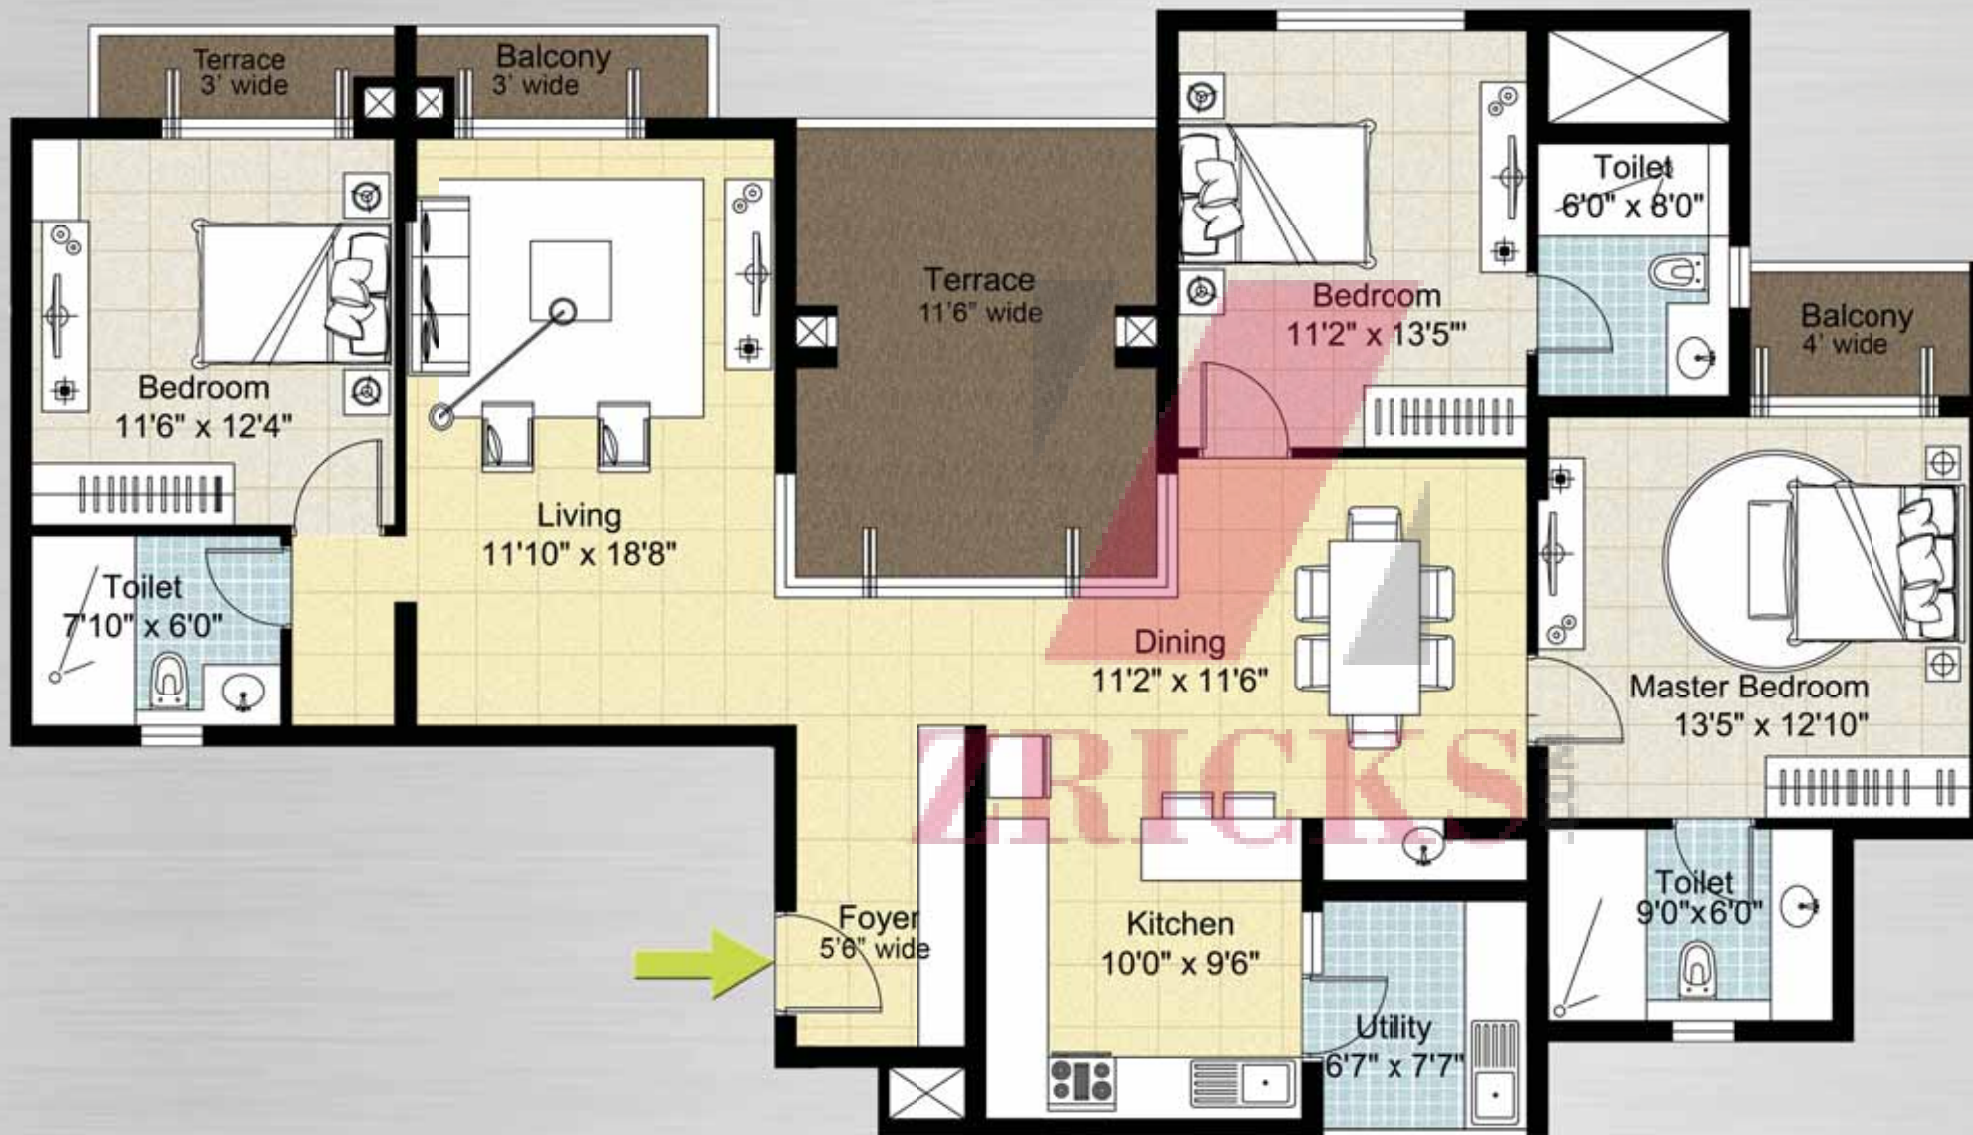 Terrace
3' wide
Balcony
3' wide
Toilet
6'0" x 8'0"
Terrace
11'6" wide
Bedroom
11'2" x 13'5'"
Balcony
4' wide
Bedroom
11'6" x 12'4"
Living
11'10" x 18'8"
Toilet
7'10" x 6'0"
Dining
11'2" x 11'6"
Master Bedroom
13'5" x 12'10"
ZRICKS
.COM
Toilet
9'0"x6'0"
Foyer
5'6" wide
Kitchen
10'0" x 9'6"
Utility
6'7" x 7'7"